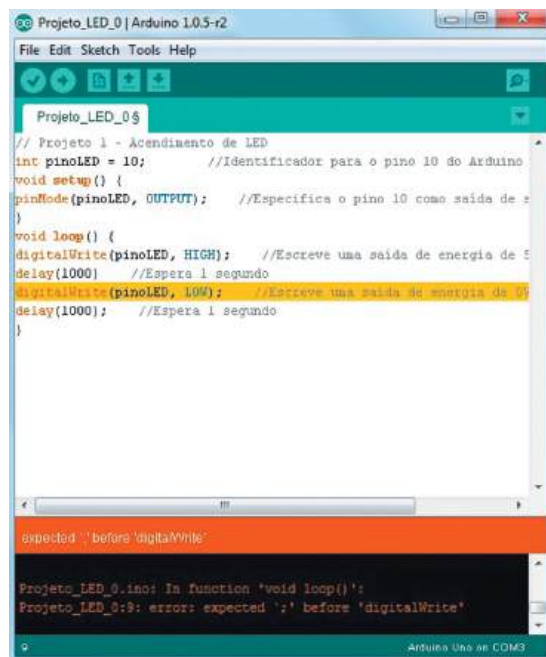 Projeto_LED_0 | Arduino 1.0.5-r2
File Edit Sketch Tools Help
Projeto_LED_0 §
// Projeto 1 - Acendimento de LED
int pinoLED = 10; //Identificador para o pino 10 do Arduino
void setup() {
pinMode(pinoLED, OUTPUT); //Especifica o pino 10 como saída de
}
void loop() {
digitalWrite(pinoLED, HIGH); //Escreve uma saída de energia de 5
delay(1000) //Espera 1 segundo
digitalWrite(pinoLED, LOW); //Escreve uma saída de energia de 0V
delay(1000); //Espera 1 segundo
}
expected ';' before 'digitalWrite'
Projeto_LED_0.ino: In function 'void loop()':
Projeto_LED_0:9: error: expected ';' before 'digitalWrite'
9 Arduino Uno on COM3